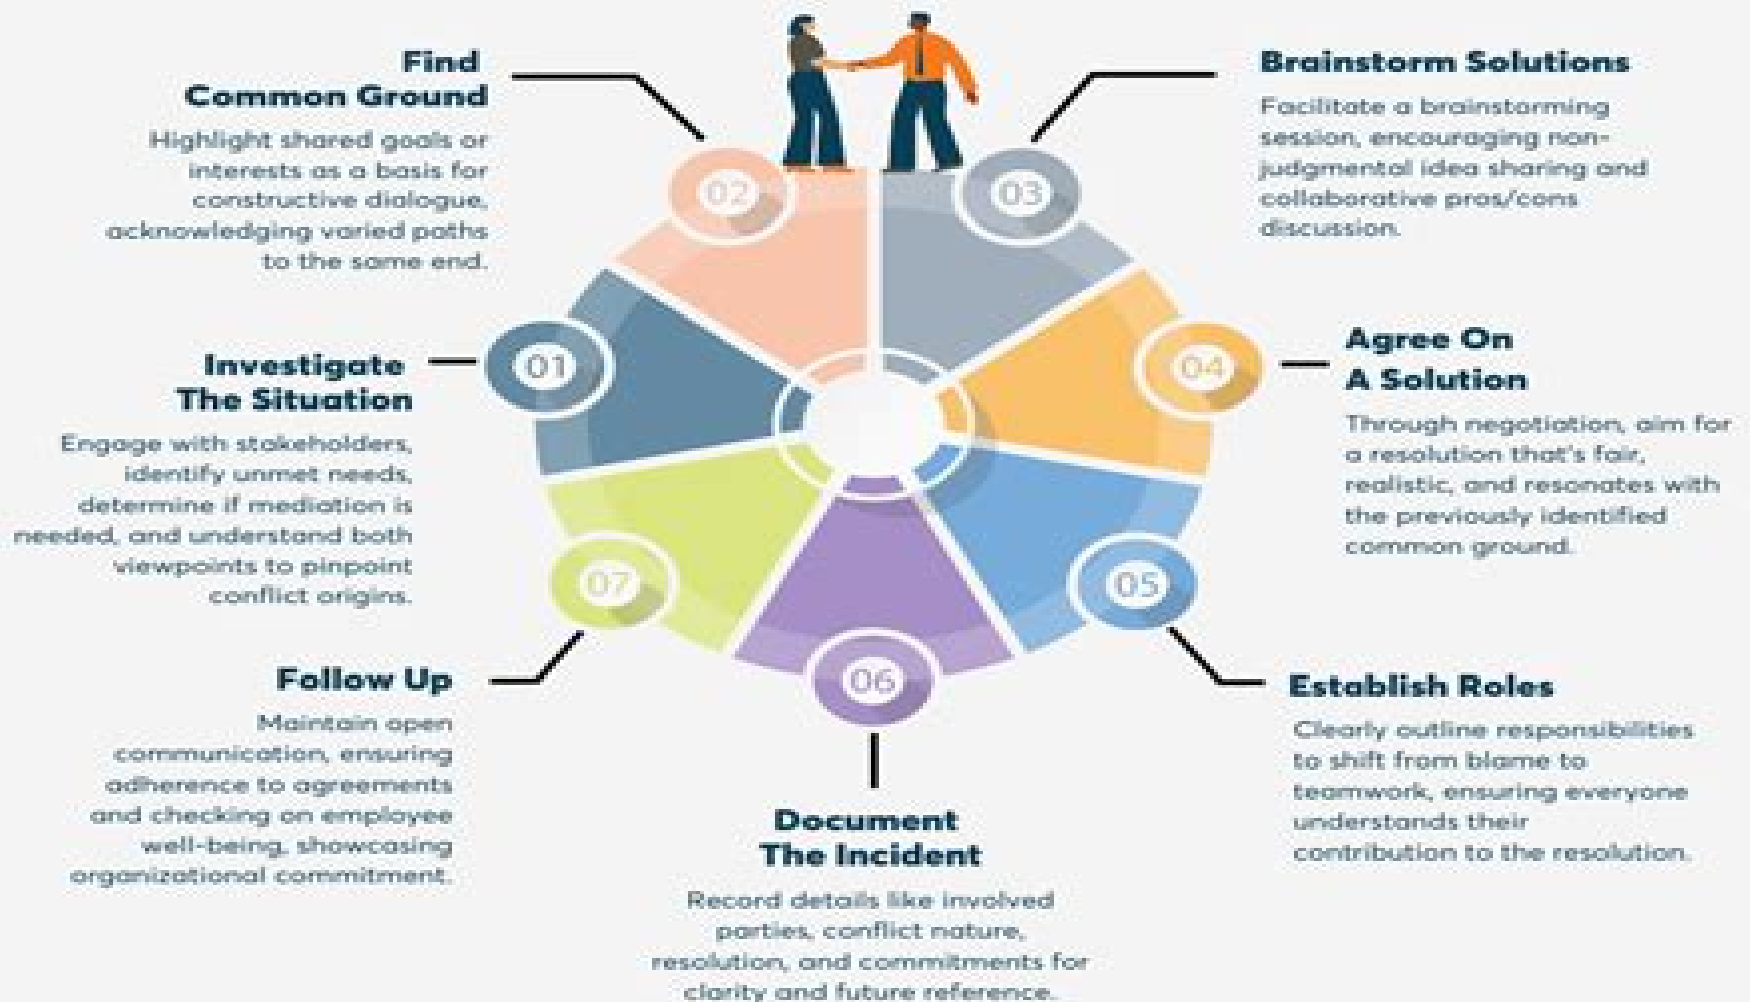 01
Investigate
The Situation
Engage with stakeholders,
identify unmet needs,
determine if mediation is
needed, and understand both
viewpoints to pinpoint
conflict origins.
02
Find
Common Ground
Highlight shared goals or
interests as a basis for
constructive dialogue,
acknowledging varied paths
to the same end.
03
Brainstorm Solutions
Facilitate a brainstorming
session, encouraging non-
judgmental idea sharing and
collaborative pros/cons
discussion.
04
Agree On
A Solution
Through negotiation, aim for
a resolution that's fair,
realistic, and resonates with
the previously identified
common ground.
05
Establish Roles
Clearly outline responsibilities
to shift from blame to
teamwork, ensuring everyone
understands their
contribution to the resolution.
06
Document
The Incident
Record details like involved
parties, conflict nature,
resolution, and commitments for
clarity and future reference.
07
Follow Up
Maintain open
communication, ensuring
adherence to agreements
and checking on employee
well-being, showcasing
organizational commitment.